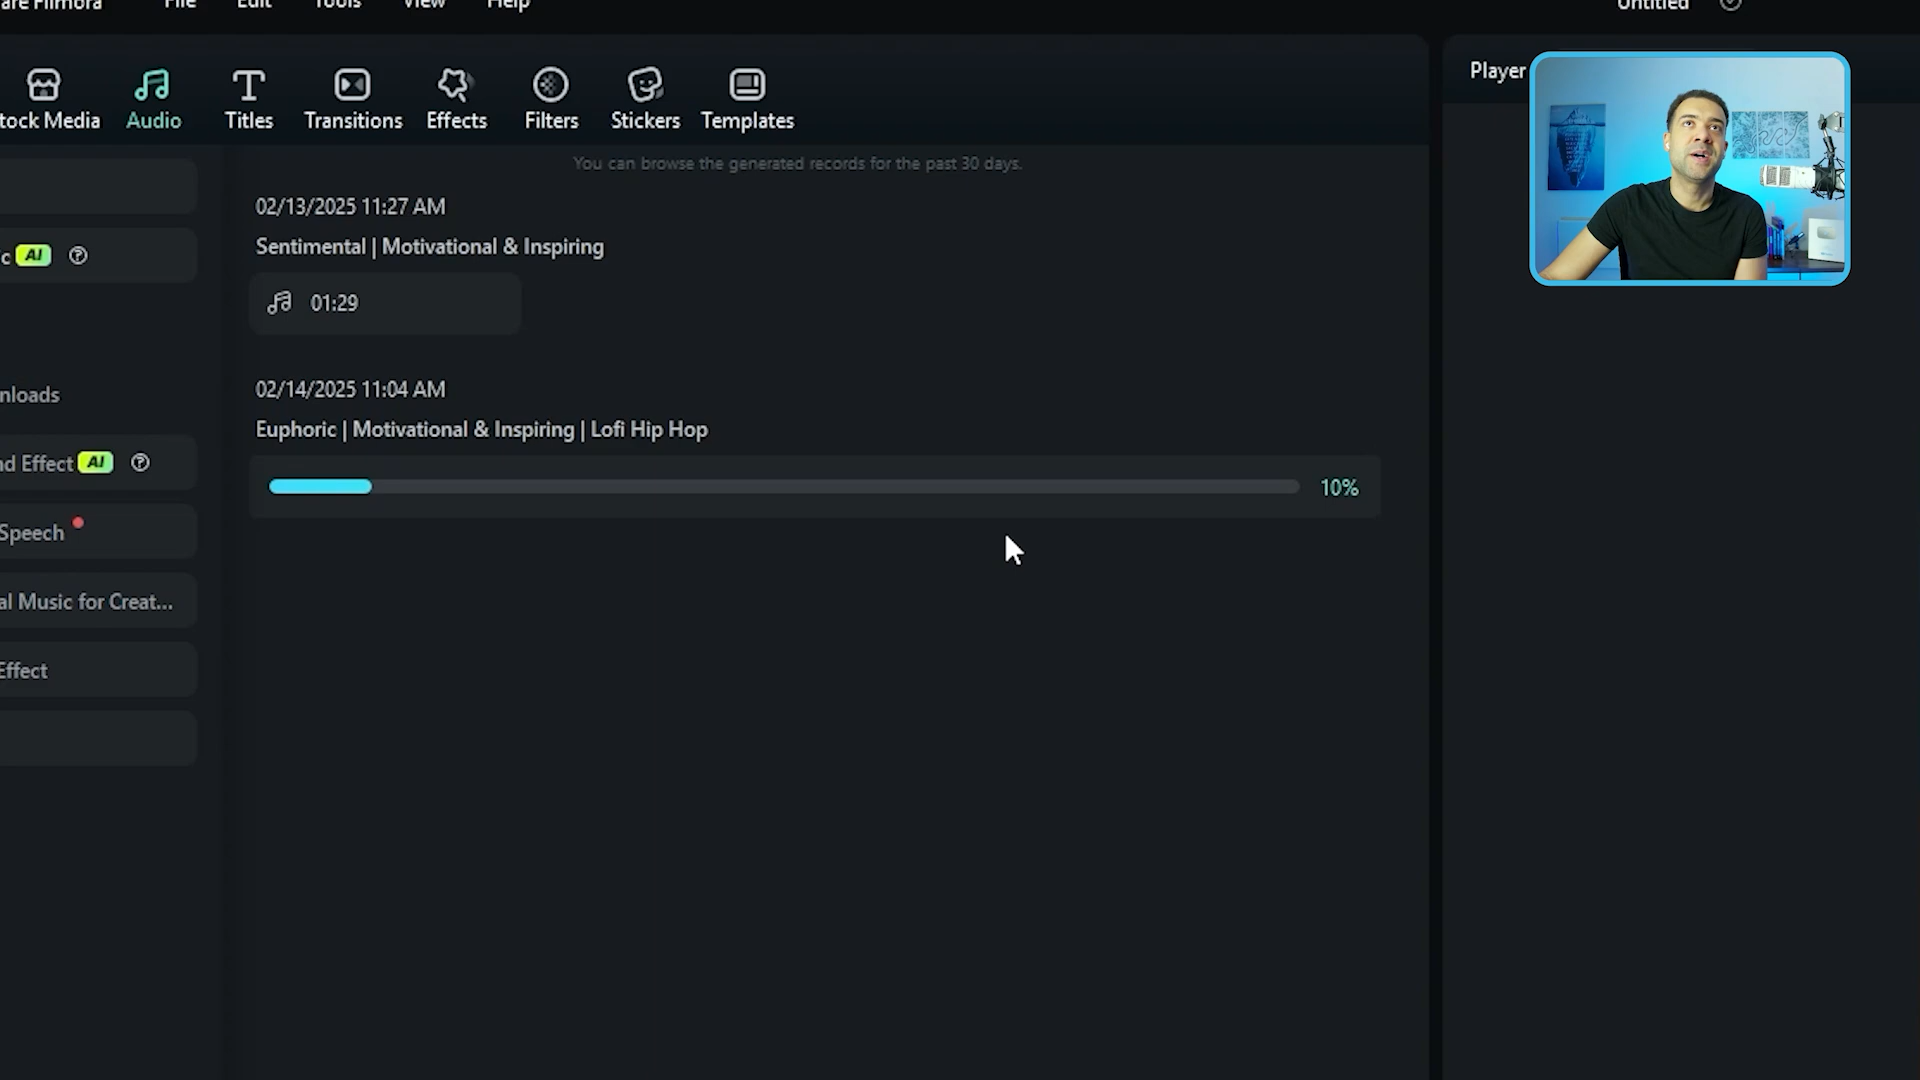 Filmora File Edit Tools View Help Untitled
Stock Media Audio Titles Transitions Effects Filters Stickers Templates
Player
You can browse the generated records for the past 30 days.
02/13/2025 11:27 AM
c AI
Sentimental | Motivational & Inspiring
01:29
02/14/2025 11:04 AM
nloads
Euphoric | Motivational & Inspiring | Lofi Hip Hop
d Effect AI
10%
Speech
al Music for Creat...
Effect